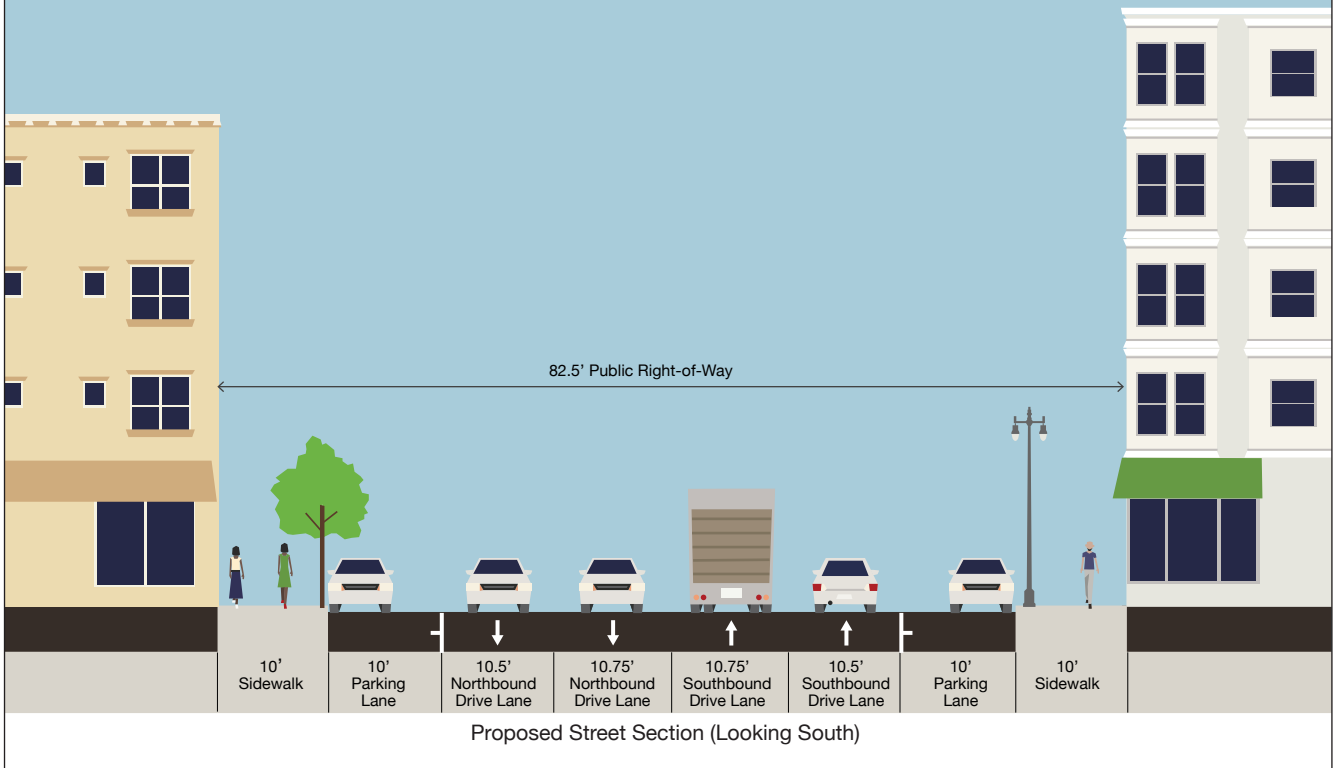 82.5’ Public Right-of-Way
10’
Sidewalk
10’
Parking
Lane
10.5’
Northbound
Drive Lane
10.75’
Northbound
Drive Lane
10.75’
Southbound
Drive Lane
10.5’
Southbound
Drive Lane
10’
Parking
Lane
10’
Sidewalk
Proposed Street Section (Looking South)